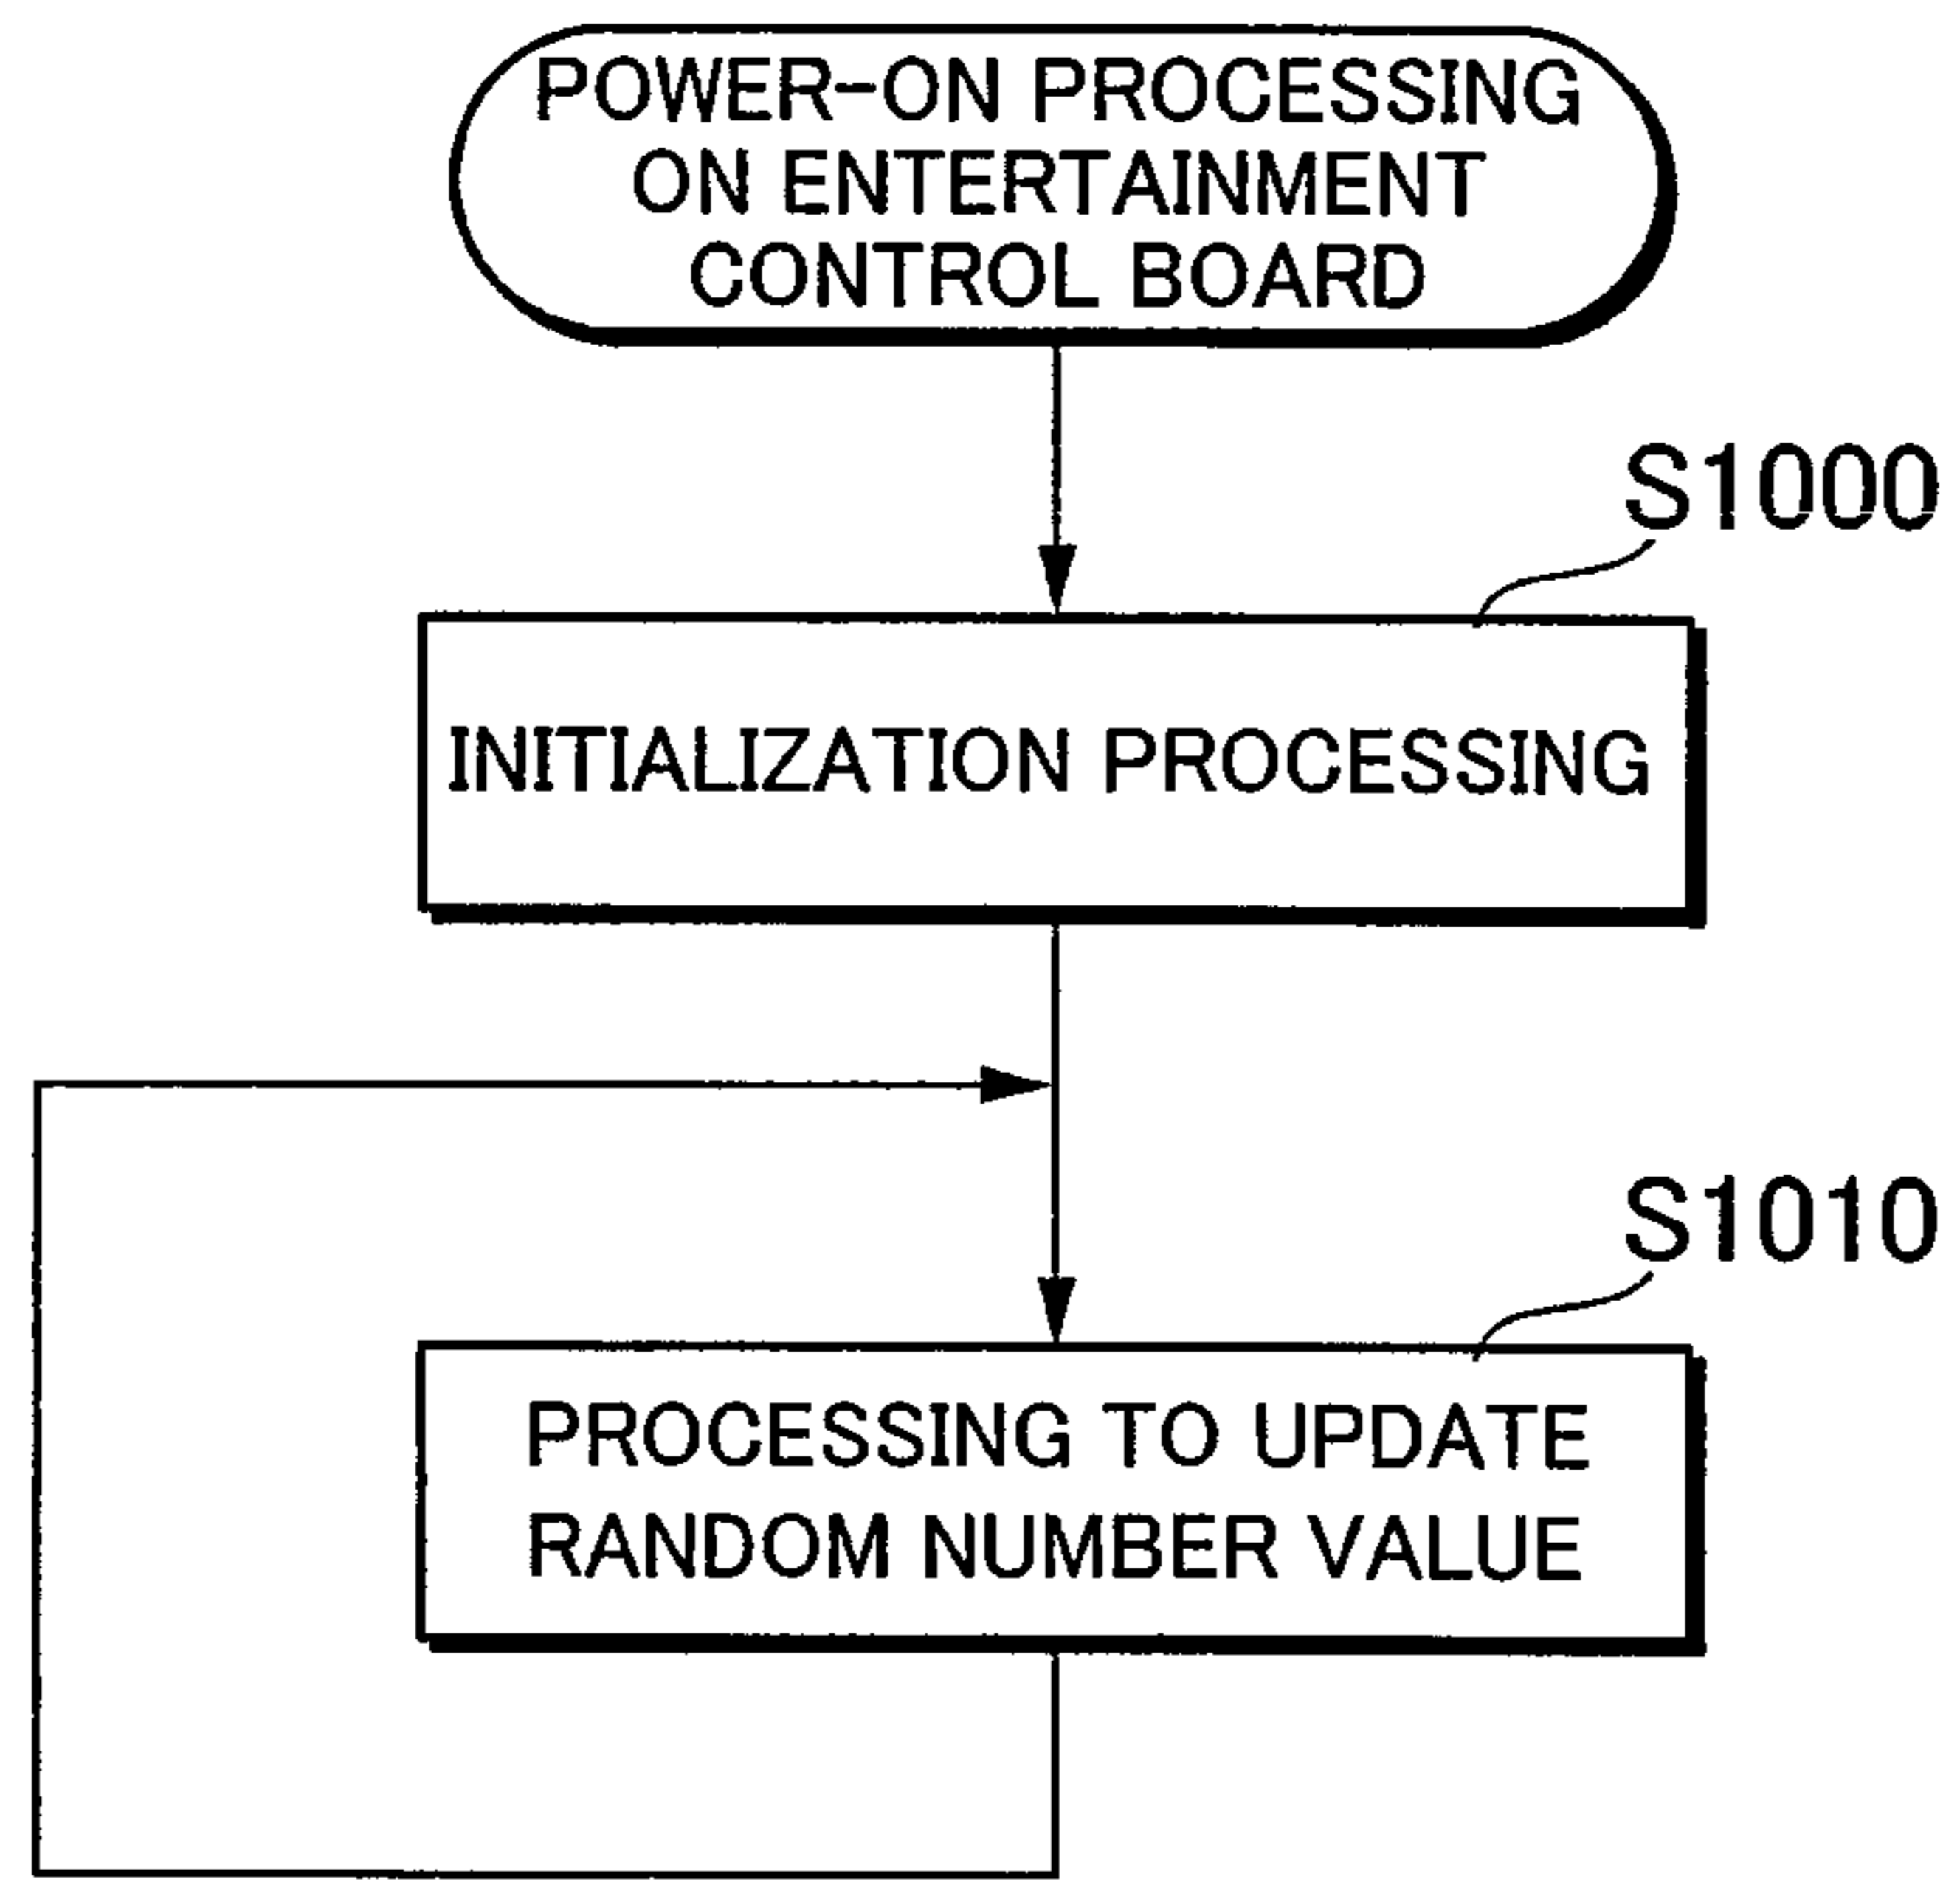 POWER-ON PROCESSING
ON ENTERTAINMENT
CONTROL BOARD
S1000
INITIALIZATION PROCESSING
S1010
PROCESSING TO UPDATE
RANDOM NUMBER VALUE